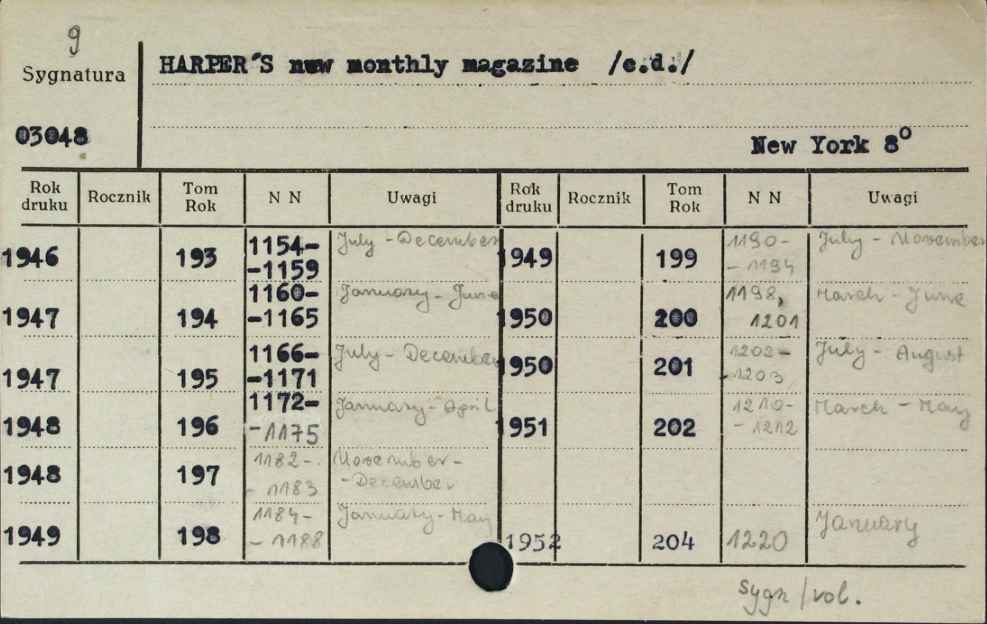 9
Sygnatura
03048
HARPER'S new monthly magazine /c.d./
New York 8°
Rok druku Rocznik Tom Rok N N Uwagi Rok druku Rocznik Tom Rok N N Uwagi
1946 193 1154-
-1159 July - December
1947 194 1160-
-1165 January - June
1947 195 1166-
-1171 July - December
1948 196 1172-
-1175 January - April
1948 197 1182-
- 1183 November -
- December
1949 198 1184-
- 1188 January - May
1949 199 1190-
- 1194 July - November
1950 200 1198,
1201 March - June
1950 201 1202-
-1203 July - August
1951 202 1210-
- 1212 March - May
1952 204 1220 January
sygn/vol.